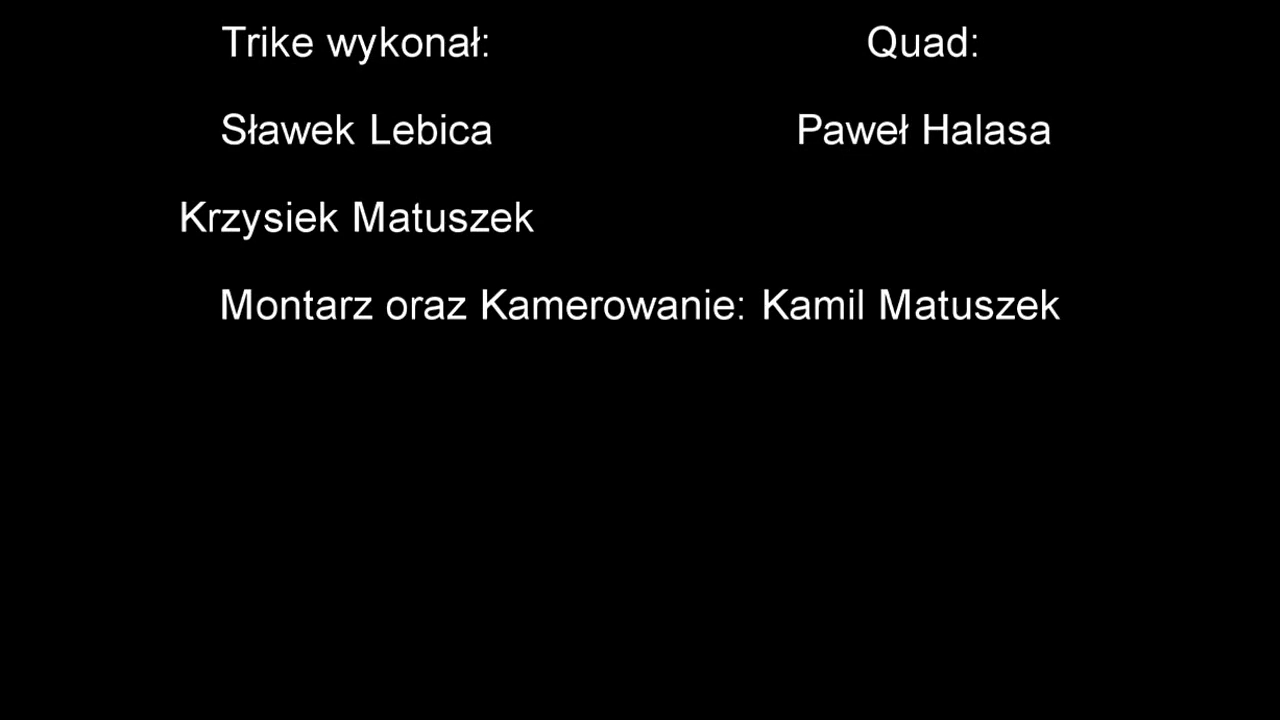 Trike wykonał: Quad:
Sławek Lebica Paweł Halasa
Krzysiek Matuszek
Montarz oraz Kamerowanie: Kamil Matuszek